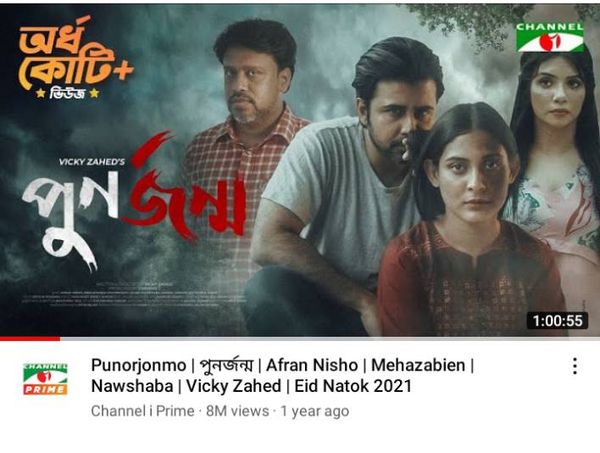 অর্ধ
কোটি+
ভিউজ
CHANNEL
i
VICKY ZAHED'S
পুনর্জন্ম
1:00:55
CHANNEL
i
PRIME
Punorjonmo | পুনর্জন্ম | Afran Nisho | Mehazabien |
Nawshaba | Vicky Zahed | Eid Natok 2021
Channel i Prime · 8M views · 1 year ago